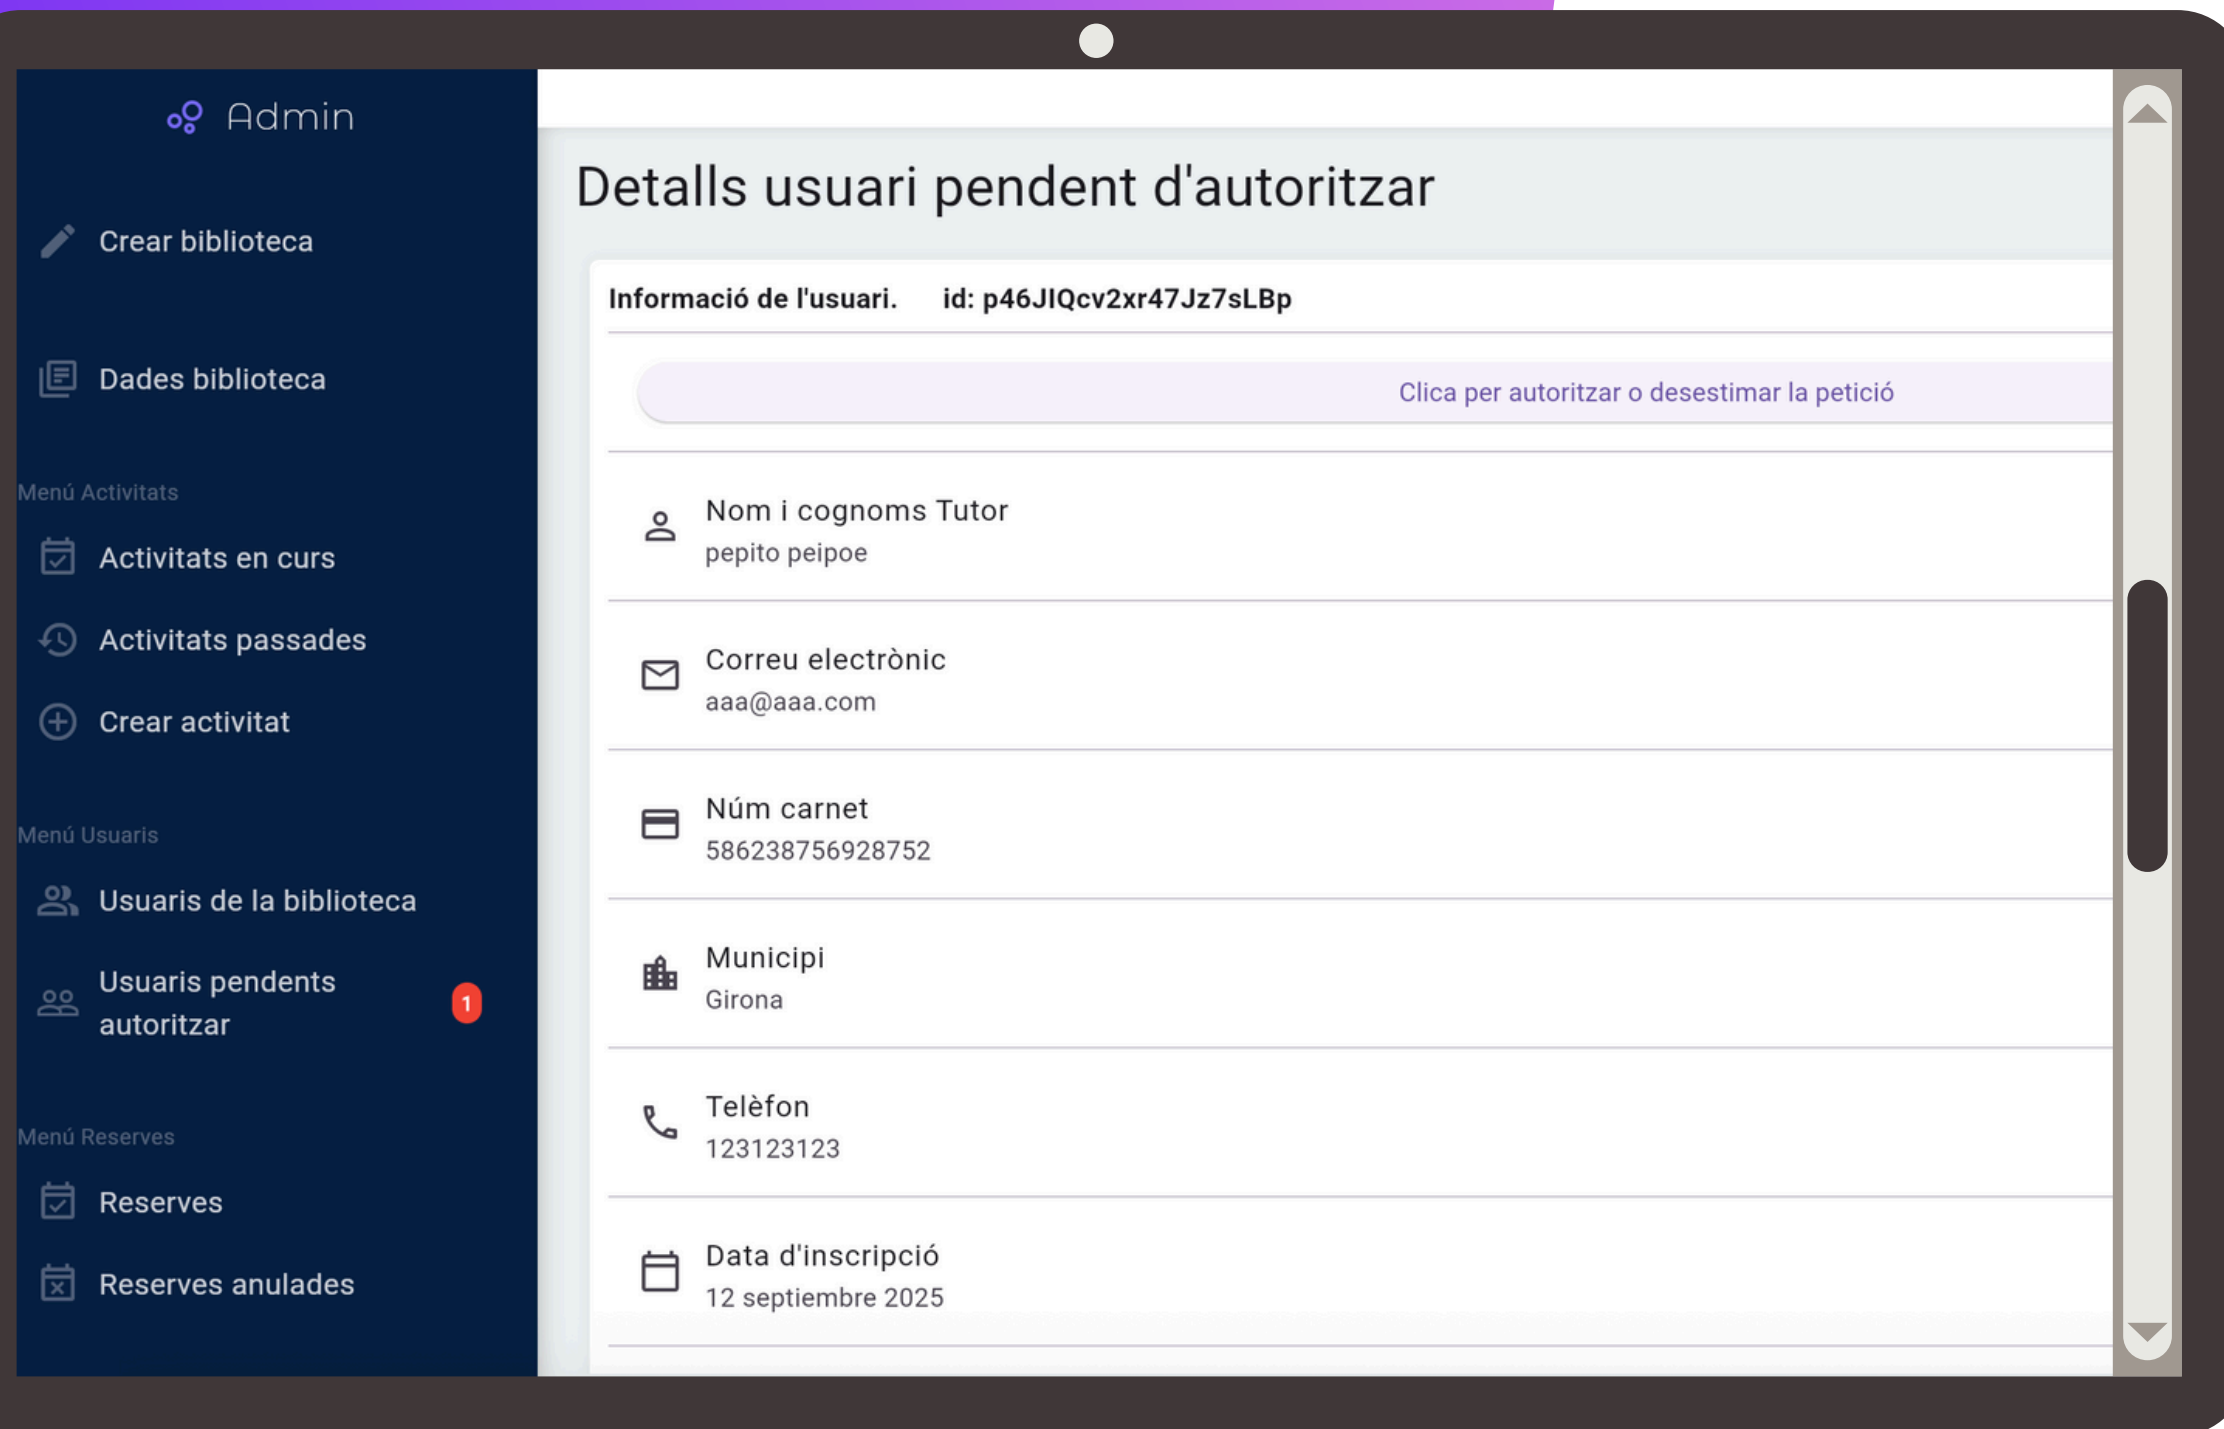 Admin
Crear biblioteca
Dades biblioteca
Menú Activitats
Activitats en curs
Activitats passades
Crear activitat
Menú Usuaris
Usuaris de la biblioteca
Usuaris pendents
autoritzar
1
Menú Reserves
Reserves
Reserves anulades
Detalls usuari pendent d'autoritzar
Informació de l'usuari. id: p46JIQcv2xr47Jz7sLBp
Clica per autoritzar o desestimar la petició
Nom i cognoms Tutor
pepito peipoe
Correu electrònic
aaa@aaa.com
Núm carnet
586238756928752
Municipi
Girona
Telèfon
123123123
Data d'inscripció
12 septiembre 2025